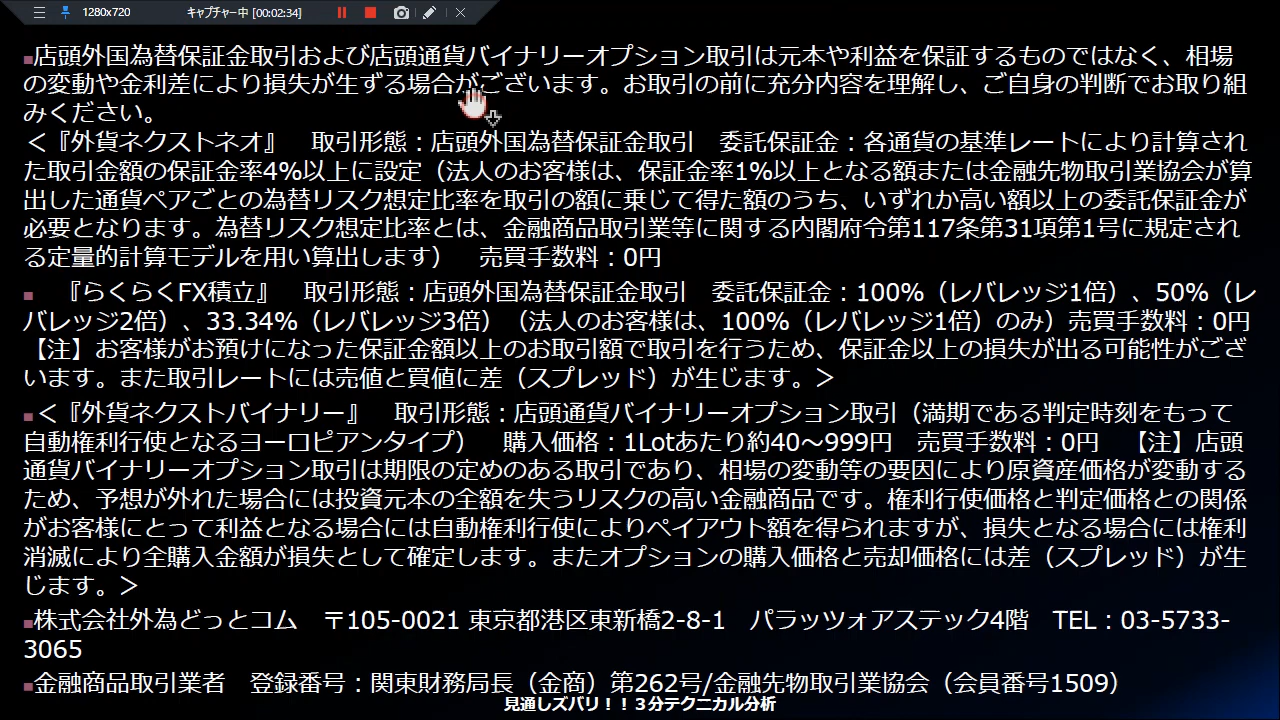 1280x720 キャプチャー中 [00:02:34]
■店頭外国為替保証金取引および店頭通貨バイナリーオプション取引は元本や利益を保証するものではなく、相場
の変動や金利差により損失が生ずる場合がございます。お取引の前に充分内容を理解し、ご自身の判断でお取り組
みください。
＜『外貨ネクストネオ』　取引形態：店頭外国為替保証金取引　委託保証金：各通貨の基準レートにより計算され
た取引金額の保証金率4%以上に設定（法人のお客様は、保証金率1%以上となる額または金融先物取引業協会が算
出した通貨ペアごとの為替リスク想定比率を取引の額に乗じて得た額のうち、いずれか高い額以上の委託保証金が
必要となります。為替リスク想定比率とは、金融商品取引業等に関する内閣府令第117条第31項第1号に規定され
る定量的計算モデルを用い算出します）　売買手数料：0円
■　『らくらくFX積立』　取引形態：店頭外国為替保証金取引　委託保証金：100%（レバレッジ1倍）、50%（レ
バレッジ2倍）、33.34%（レバレッジ3倍）（法人のお客様は、100%（レバレッジ1倍）のみ）売買手数料：0円
【注】お客様がお預けになった保証金額以上のお取引額で取引を行うため、保証金以上の損失が出る可能性がござ
います。また取引レートには売値と買値に差（スプレッド）が生じます。＞
■＜『外貨ネクストバイナリー』　取引形態：店頭通貨バイナリーオプション取引（満期である判定時刻をもって
自動権利行使となるヨーロピアンタイプ）　購入価格：1Lotあたり約40～999円　売買手数料：0円　【注】店頭
通貨バイナリーオプション取引は期限の定めのある取引であり、相場の変動等の要因により原資産価格が変動する
ため、予想が外れた場合には投資元本の全額を失うリスクの高い金融商品です。権利行使価格と判定価格との関係
がお客様にとって利益となる場合には自動権利行使によりペイアウト額を得られますが、損失となる場合には権利
消滅により全購入金額が損失として確定します。またオプションの購入価格と売却価格には差（スプレッド）が生
じます。＞
■株式会社外為どっとコム　〒105-0021 東京都港区東新橋2-8-1　パラッツォアステック4階　TEL：03-5733-
3065
■金融商品取引業者　登録番号：関東財務局長（金商）第262号/金融先物取引業協会（会員番号1509）
見通しズバリ！！３分テクニカル分析